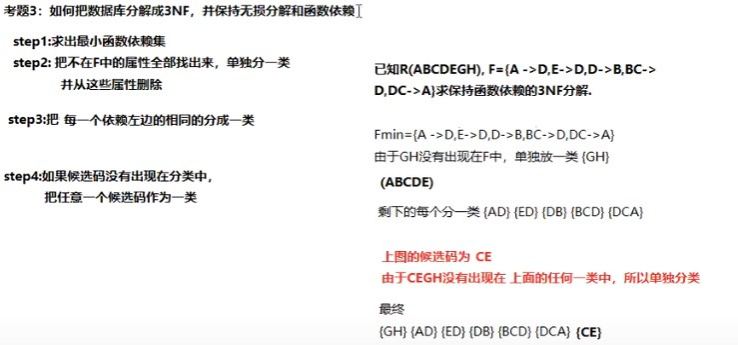 考题3：如何把数据库分解成3NF，并保持无损分解和函数依赖
step1:求出最小函数依赖集
step2: 把不在F中的属性全部找出来，单独分一类
并从这些属性删除
step3:把 每一个依赖左边的相同的分成一类
step4:如果候选码没有出现在分类中，
把任意一个候选码作为一类
已知R(ABCDEGH), F={A ->D,E->D,D->B,BC->
D,DC->A}求保持函数依赖的3NF分解.
Fmin={A ->D,E->D,D->B,BC->D,DC->A}
由于GH没有出现在F中，单独放一类 {GH}
(ABCDE)
剩下的每个分一类 {AD} {ED} {DB} {BCD} {DCA}
上图的候选码为 CE
由于CEGH没有出现在 上面的任何一类中，所以单独分类
最终
{GH} {AD} {ED} {DB} {BCD} {DCA} {CE}